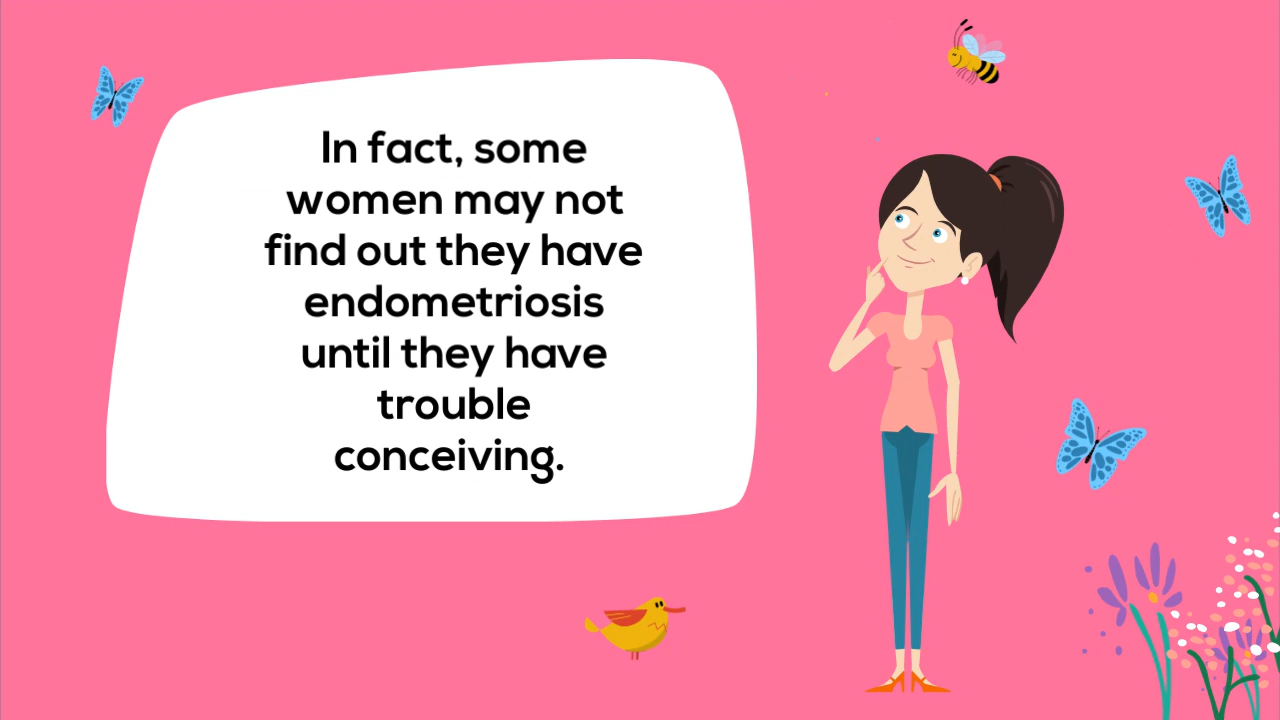 In fact, some
women may not
find out they have
endometriosis
until they have
trouble
conceiving.